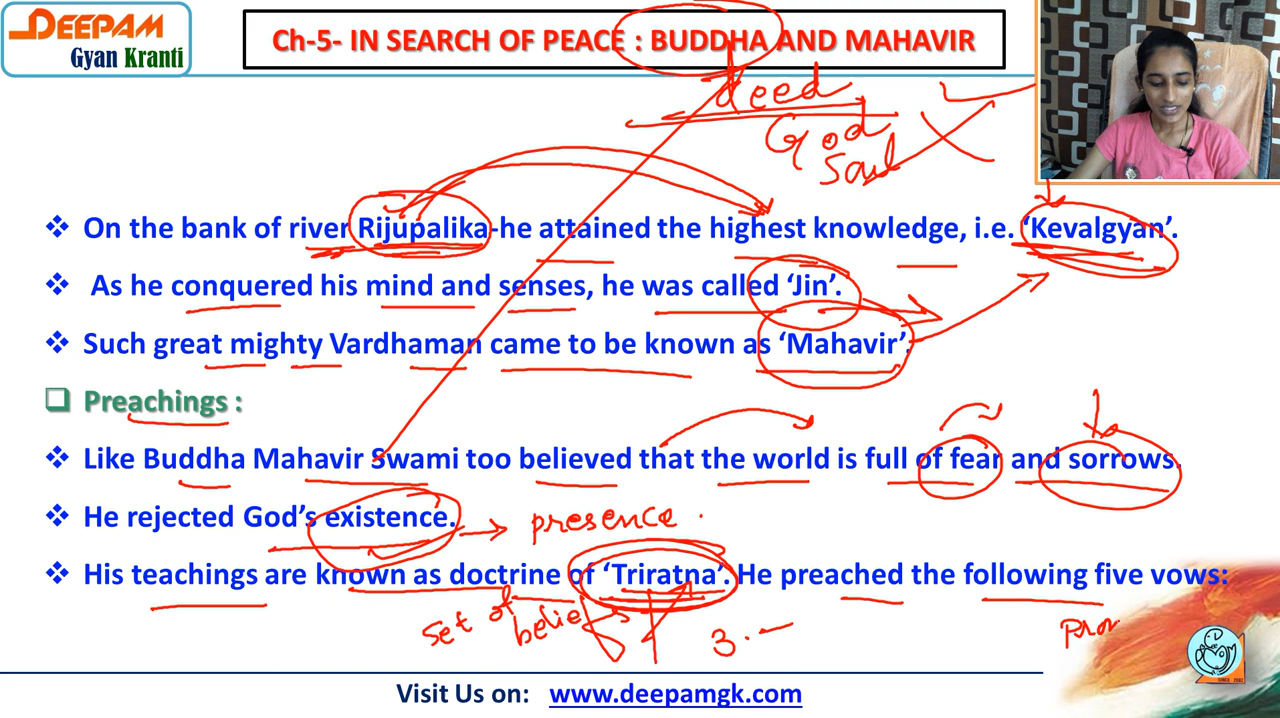 DEEPAM
Gyan Kranti
Ch-5- IN SEARCH OF PEACE : BUDDHA AND MAHAVIR
deed
God
Soul
❖ On the bank of river Rijupalika-he attained the highest knowledge, i.e. ‘Kevalgyan’.
❖ As he conquered his mind and senses, he was called ‘Jin’.
❖ Such great mighty Vardhaman came to be known as ‘Mahavir’.
❑ Preachings :
❖ Like Buddha Mahavir Swami too believed that the world is full of fear and sorrows.
❖ He rejected God’s existence.
presence.
❖ His teachings are known as doctrine of ‘Triratna’. He preached the following five vows:
set of
beliefs
3.
Visit Us on: www.deepamgk.com